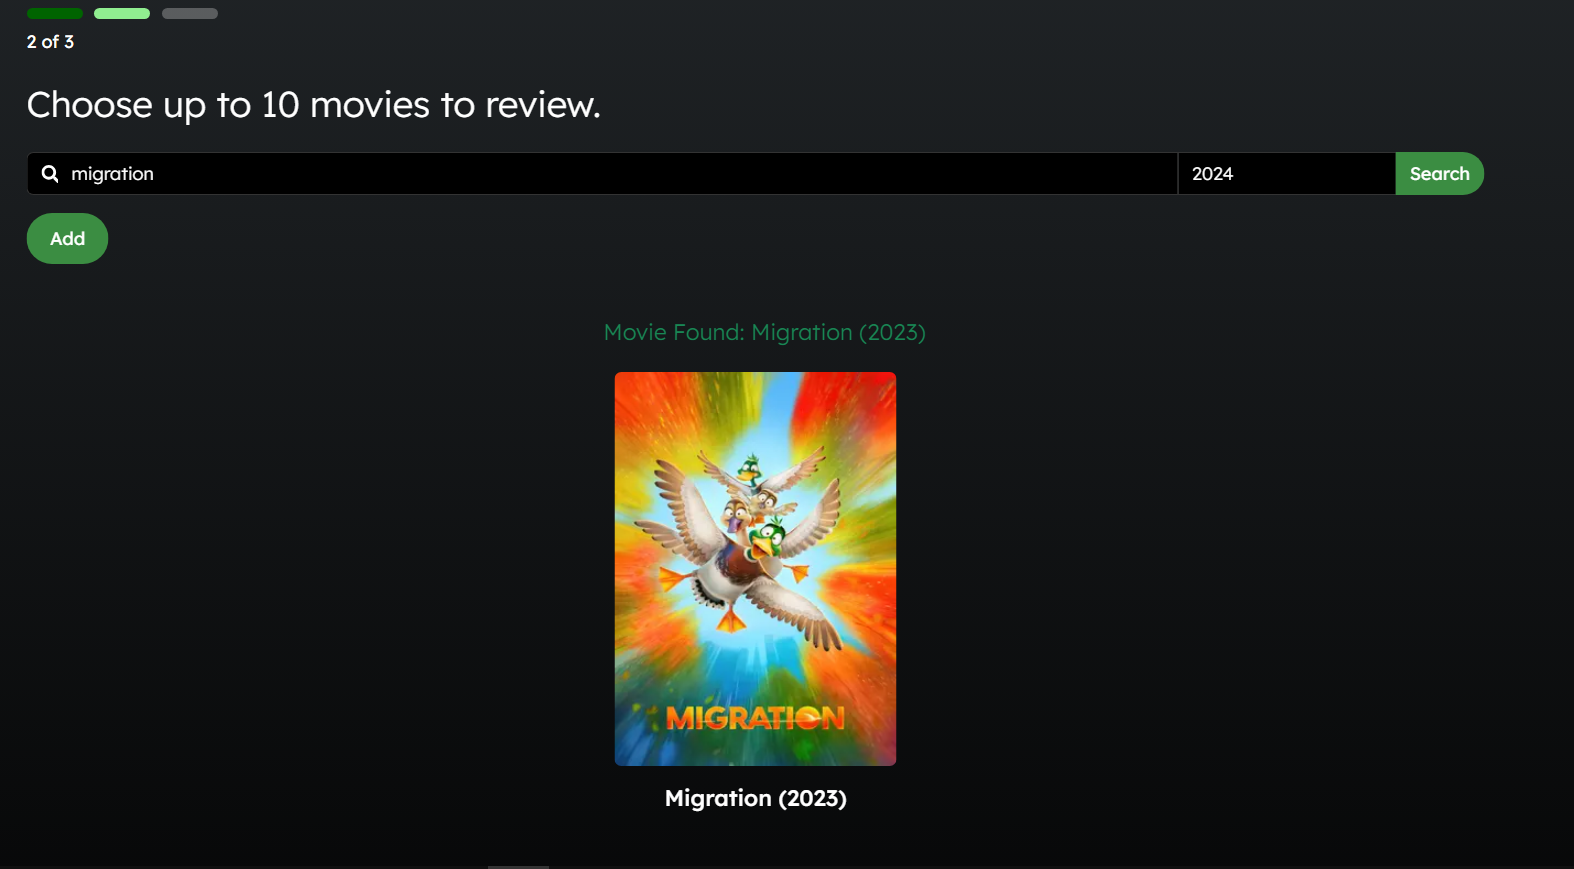 2 of 3
Choose up to 10 movies to review.
migration
2024
Search
Add
Movie Found: Migration (2023)
MIGRATION
Migration (2023)